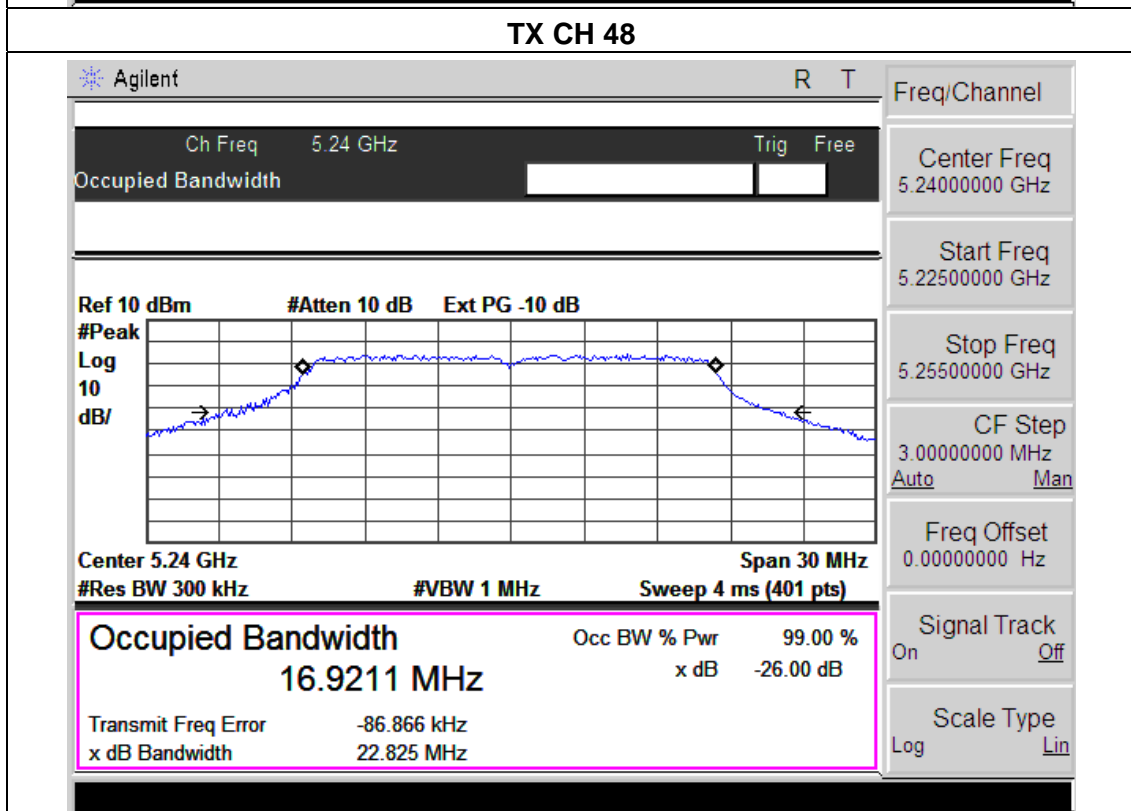 TX CH 48
Agilent R T
Ch Freq 5.24 GHz Trig Free
Occupied Bandwidth
Ref 10 dBm #Atten 10 dB Ext PG -10 dB
#Peak
Log
10
dB/
Center 5.24 GHz Span 30 MHz
#Res BW 300 kHz #VBW 1 MHz Sweep 4 ms (401 pts)
Occupied Bandwidth Occ BW % Pwr 99.00 %
16.9211 MHz x dB -26.00 dB
Transmit Freq Error -86.866 kHz
x dB Bandwidth 22.825 MHz
Freq/Channel
Center Freq
5.24000000 GHz
Start Freq
5.22500000 GHz
Stop Freq
5.25500000 GHz
CF Step
3.00000000 MHz
Auto Man
Freq Offset
0.00000000 Hz
Signal Track
On Off
Scale Type
Log Lin